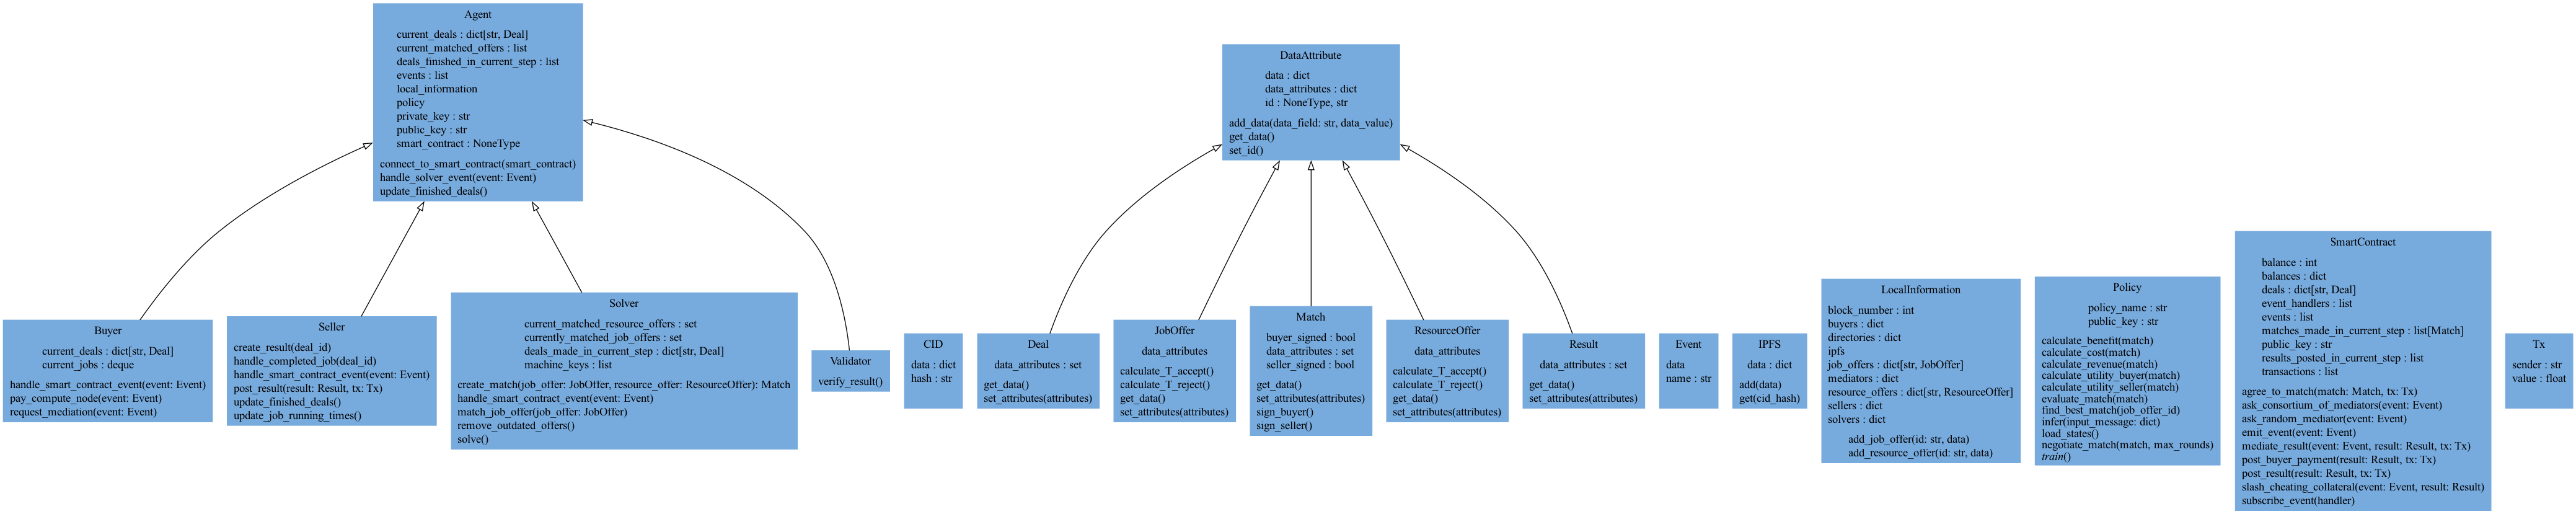 Agent
current_deals : dict[str, Deal]
current_matched_offers : list
deals_finished_in_current_step : list
events : list
local_information
policy
private_key : str
public_key : str
smart_contract : NoneType
connect_to_smart_contract(smart_contract)
handle_solver_event(event: Event)
update_finished_deals()
DataAttribute
data : dict
data_attributes : dict
id : NoneType, str
add_data(data_field: str, data_value)
get_data()
set_id()
Buyer
current_deals : dict[str, Deal]
current_jobs : deque
handle_smart_contract_event(event: Event)
pay_compute_node(event: Event)
request_mediation(event: Event)
Seller
create_result(deal_id)
handle_completed_job(deal_id)
handle_smart_contract_event(event: Event)
post_result(result: Result, tx: Tx)
update_finished_deals()
update_job_running_times()
Solver
current_matched_resource_offers : set
currently_matched_job_offers : set
deals_made_in_current_step : dict[str, Deal]
machine_keys : list
create_match(job_offer: JobOffer, resource_offer: ResourceOffer): Match
handle_smart_contract_event(event: Event)
match_job_offer(job_offer: JobOffer)
remove_outdated_offers()
solve()
Validator
verify_result()
CID
data : dict
hash : str
Deal
data_attributes : set
get_data()
set_attributes(attributes)
JobOffer
data_attributes
calculate_T_accept()
calculate_T_reject()
get_data()
set_attributes(attributes)
Match
buyer_signed : bool
data_attributes : set
seller_signed : bool
get_data()
set_attributes(attributes)
sign_buyer()
sign_seller()
ResourceOffer
data_attributes
calculate_T_accept()
calculate_T_reject()
get_data()
set_attributes(attributes)
Result
data_attributes : set
get_data()
set_attributes(attributes)
Event
data
name : str
IPFS
data : dict
add(data)
get(cid_hash)
LocalInformation
block_number : int
buyers : dict
directories : dict
ipfs
job_offers : dict[str, JobOffer]
mediators : dict
resource_offers : dict[str, ResourceOffer]
sellers : dict
solvers : dict
add_job_offer(id: str, data)
add_resource_offer(id: str, data)
Policy
policy_name : str
public_key : str
calculate_benefit(match)
calculate_cost(match)
calculate_revenue(match)
calculate_utility_buyer(match)
calculate_utility_seller(match)
evaluate_match(match)
find_best_match(job_offer_id)
infer(input_message: dict)
load_states()
negotiate_match(match, max_rounds)
train()
SmartContract
balance : int
balances : dict
deals : dict[str, Deal]
event_handlers : list
events : list
matches_made_in_current_step : list[Match]
public_key : str
results_posted_in_current_step : list
transactions : list
agree_to_match(match: Match, tx: Tx)
ask_consortium_of_mediators(event: Event)
ask_random_mediator(event: Event)
emit_event(event: Event)
mediate_result(event: Event, result: Result, tx: Tx)
post_buyer_payment(result: Result, tx: Tx)
post_result(result: Result, tx: Tx)
slash_cheating_collateral(event: Event, result: Result)
subscribe_event(handler)
Tx
sender : str
value : float